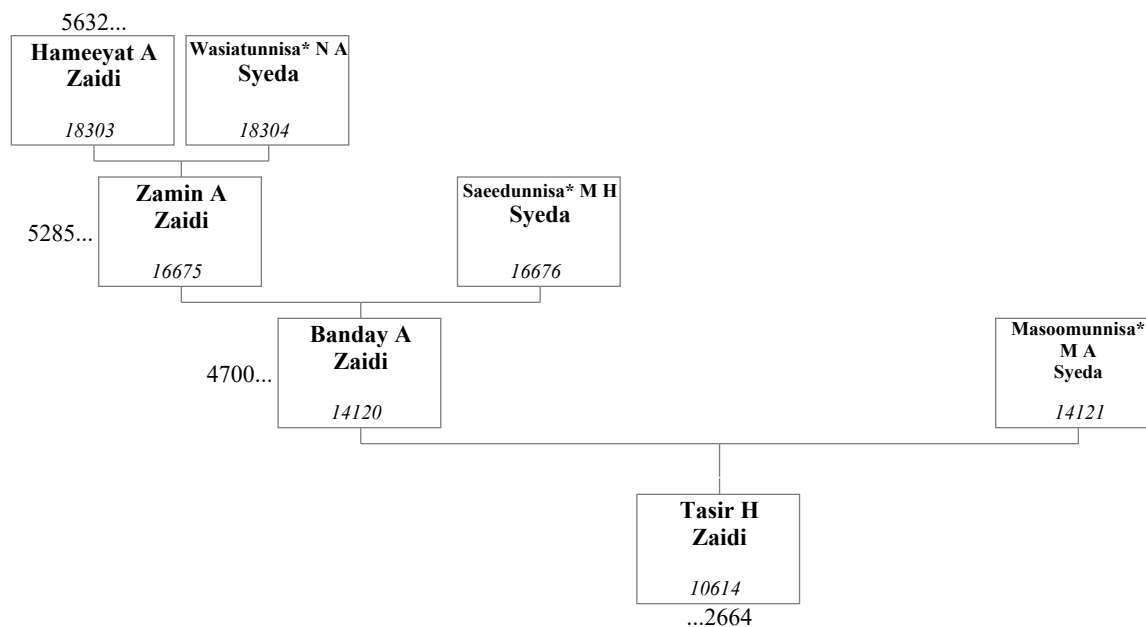 5632...
Hameeyat A
Zaidi
18303
Wasiatunnisa* N A
Syeda
18304
Zamin A
Zaidi
16675
5285...
Saeedunnisa* M H
Syeda
16676
Banday A
Zaidi
14120
4700...
Masoomunnisa*
M A
Syeda
14121
Tasir H
Zaidi
10614
...2664